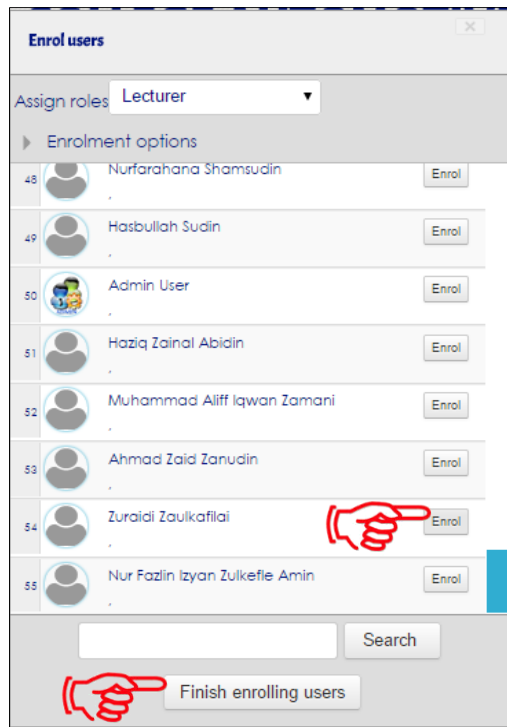 Enrol users
×
Assign roles Lecturer ▼
Enrolment options
48 Nurfarahana Shamsudin Enrol
,
49 Hasbullah Sudin Enrol
,
50 Admin User Enrol
,
51 Haziq Zainal Abidin Enrol
,
52 Muhammad Aliff Iqwan Zamani Enrol
,
53 Ahmad Zaid Zanudin Enrol
,
54 Zuraidi Zaulkafilai Enrol
,
55 Nur Fazlin Izyan Zulkefle Amin Enrol
,
Search
Finish enrolling users